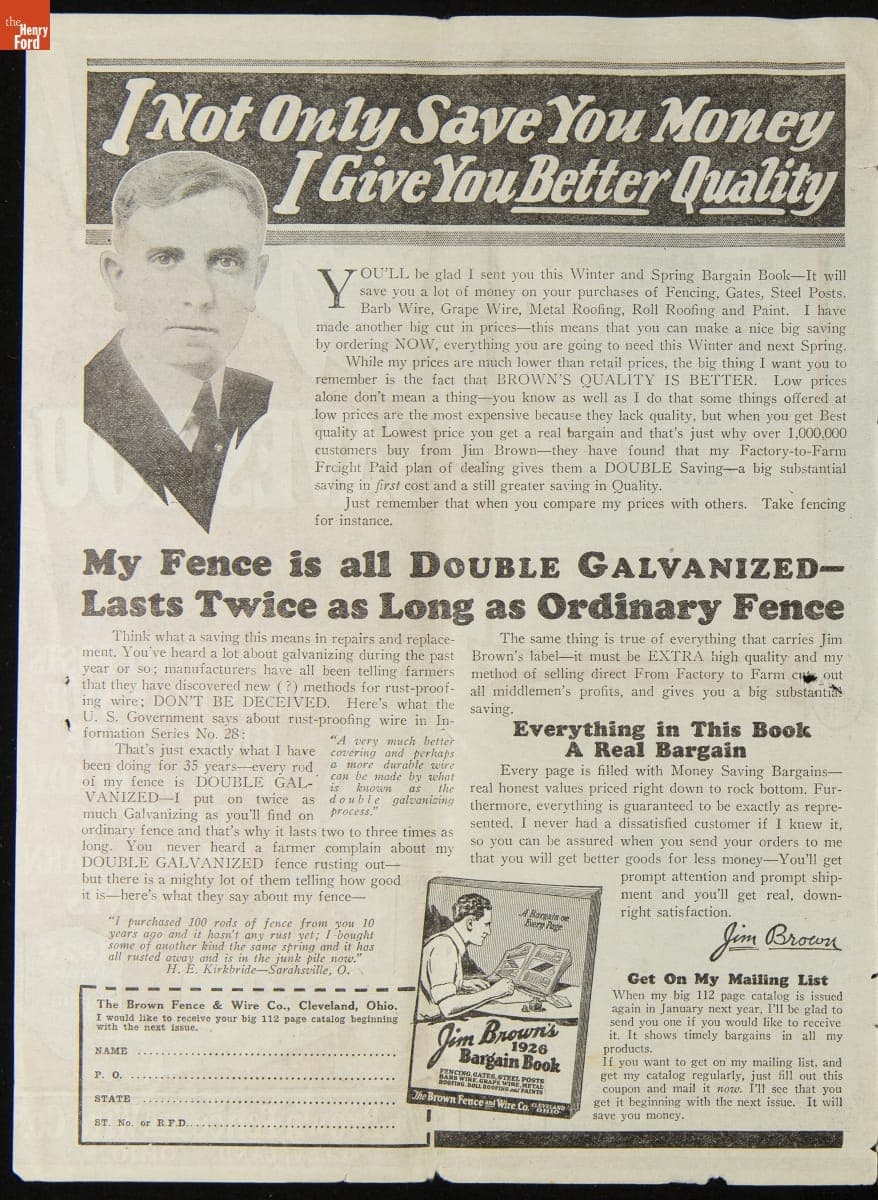 the
Henry
Ford
I Not Only Save You Money
I Give You Better Quality
YOU'LL be glad I sent you this Winter and Spring Bargain Book—It will
save you a lot of money on your purchases of Fencing, Gates, Steel Posts.
Barb Wire, Grape Wire, Metal Roofing, Roll Roofing and Paint. I have
made another big cut in prices—this means that you can make a nice big saving
by ordering NOW, everything you are going to need this Winter and next Spring.
While my prices are much lower than retail prices, the big thing I want you to
remember is the fact that BROWN'S QUALITY IS BETTER. Low prices
alone don't mean a thing—you know as well as I do that some things offered at
low prices are the most expensive because they lack quality, but when you get Best
quality at Lowest price you get a real bargain and that's just why over 1,000,000
customers buy from Jim Brown—they have found that my Factory-to-Farm
Freight Paid plan of dealing gives them a DOUBLE Saving—a big substantial
saving in first cost and a still greater saving in Quality.
Just remember that when you compare my prices with others. Take fencing
for instance.
My Fence is all DOUBLE GALVANIZED—
Lasts Twice as Long as Ordinary Fence
Think what a saving this means in repairs and replace-
ment. You've heard a lot about galvanizing during the past
year or so; manufacturers have all been telling farmers
that they have discovered new (?) methods for rust-proof-
ing wire; DON'T BE DECEIVED. Here's what the
U. S. Government says about rust-proofing wire in In-
formation Series No. 28:
"A very much better
covering and perhaps
a more durable wire
can be made by what
is known as the
double galvanizing
process."
That's just exactly what I have
been doing for 35 years—every rod
of my fence is DOUBLE GAL-
VANIZED—I put on twice as
much Galvanizing as you'll find on
ordinary fence and that's why it lasts two to three times as
long. You never heard a farmer complain about my
DOUBLE GALVANIZED fence rusting out—
but there is a mighty lot of them telling how good
it is—here's what they say about my fence—
"I purchased 100 rods of fence from you 10
years ago and it hasn't any rust yet; I bought
some of another kind the same spring and it has
all rusted away and is in the junk pile now."
H. E. Kirkbride—Sarahsville, O.
The Brown Fence & Wire Co., Cleveland, Ohio.
I would like to receive your big 112 page catalog beginning
with the next issue.
NAME
P. O.
STATE
ST. No. or R.F.D.
The same thing is true of everything that carries Jim
Brown's label—it must be EXTRA high quality and my
method of selling direct From Factory to Farm cuts out
all middlemen's profits, and gives you a big substantial
saving.
Everything in This Book
A Real Bargain
Every page is filled with Money Saving Bargains—
real honest values priced right down to rock bottom. Fur-
thermore, everything is guaranteed to be exactly as repre-
sented. I never had a dissatisfied customer if I knew it,
so you can be assured when you send your orders to me
that you will get better goods for less money—You'll get
prompt attention and prompt ship-
ment and you'll get real, down-
right satisfaction.
Jim Brown
A Bargain on
Every Page
Jim Brown's
1926
Bargain Book
FENCING, GATES, STEEL POSTS
BARB WIRE, GRAPE WIRE, METAL
ROOFING, ROLL ROOFING and PAINTS
The Brown Fence and Wire Co. CLEVELAND
OHIO
Get On My Mailing List
When my big 112 page catalog is issued
again in January next year, I'll be glad to
send you one if you would like to receive
it. It shows timely bargains in all my
products.
If you want to get on my mailing list, and
get my catalog regularly, just fill out this
coupon and mail it now. I'll see that you
get it beginning with the next issue. It will
save you money.